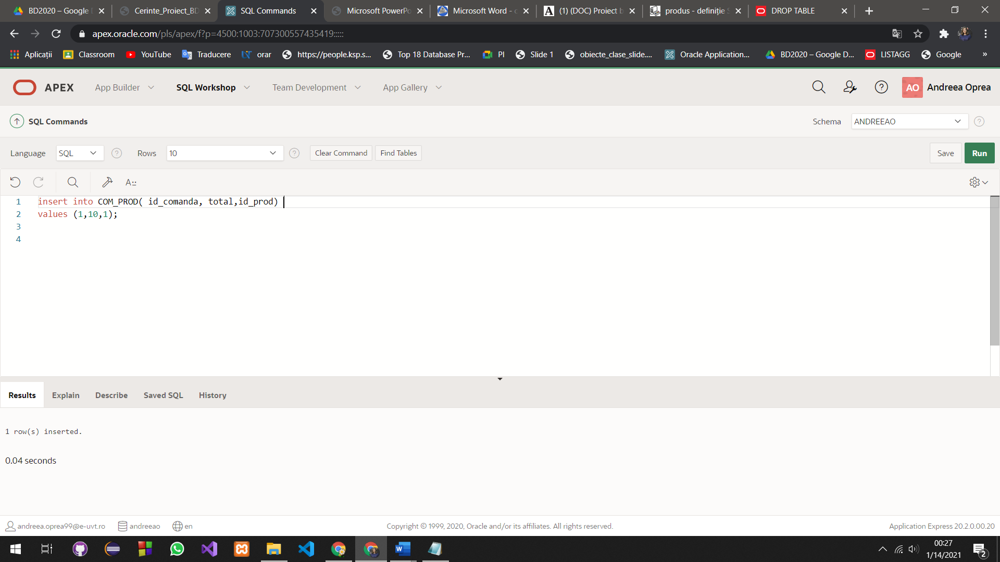 BD2020 – Google D
Cerinte_Proiect_BD
SQL Commands
Microsoft PowerPo
Microsoft Word - c
(1) (DOC) Proiect b
produs - definiție
DROP TABLE
apex.oracle.com/pls/apex/f?p=4500:1003:707300557435419:::::
Aplicații
Classroom
YouTube
Traducere
orar
https://people.ksp.s...
Top 18 Database Pr...
PI
Slide 1
obiecte_clase_slide....
Oracle Application...
BD2020 – Google D...
LISTAGG
Google
»
APEX
App Builder
SQL Workshop
Team Development
App Gallery
AO
Andreea Oprea
SQL Commands
Schema
ANDREEAO
Language
SQL
Rows
10
Clear Command
Find Tables
Save
Run
1 insert into COM_PROD( id_comanda, total,id_prod)
2 values (1,10,1);
3
4
Results
Explain
Describe
Saved SQL
History
1 row(s) inserted.
0.04 seconds
andreea.oprea99@e-uvt.ro
andreeao
en
Copyright © 1999, 2020, Oracle and/or its affiliates. All rights reserved.
Application Express 20.2.0.00.20
00:27
1/14/2021
2